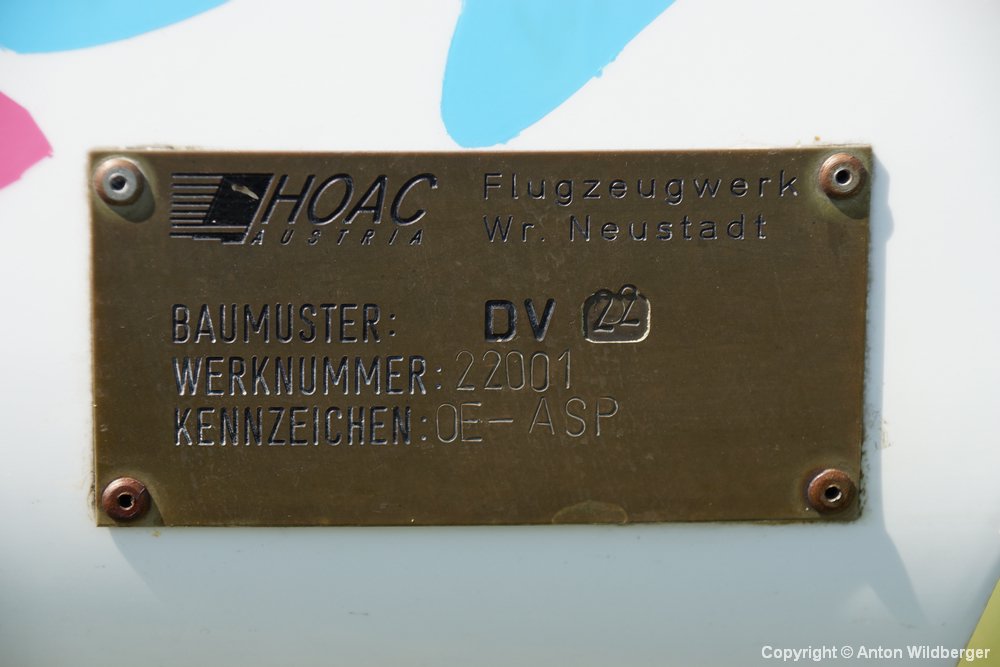 HOAC
AUSTRIA
Flugzeugwerk
Wr. Neustadt
BAUMUSTER: DV 22
WERKNUMMER: 22001
KENNZEICHEN: OE-ASP
Copyright © Anton Wildberger